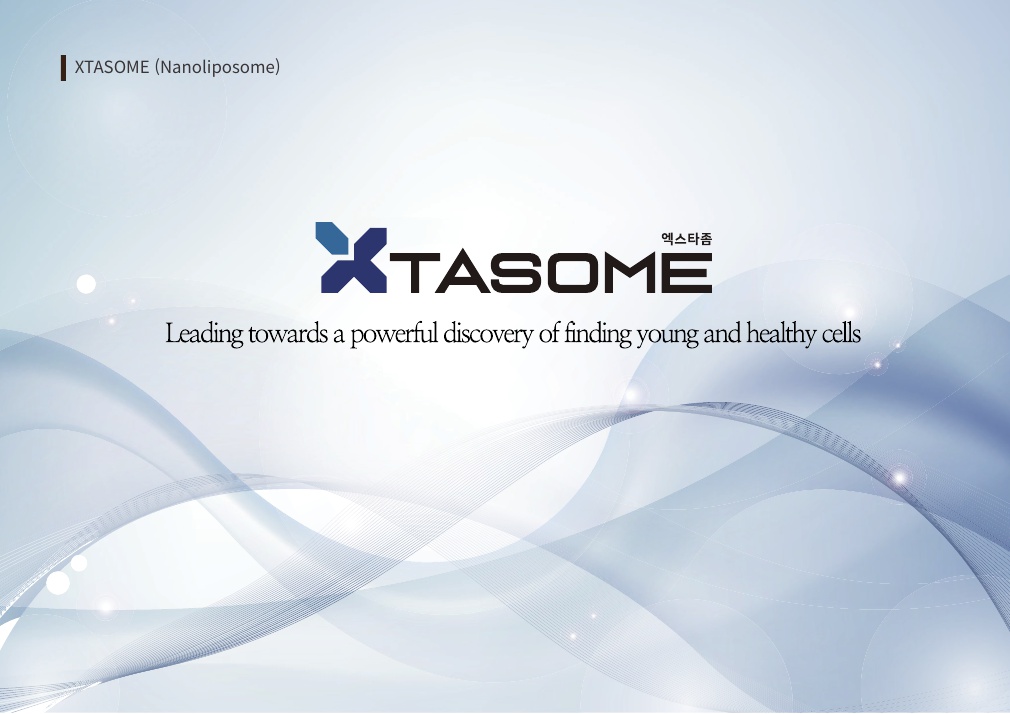 XTASOME (Nanoliposome)
엑스타좀
XTASOME
Leading towards a powerful discovery of finding young and healthy cells